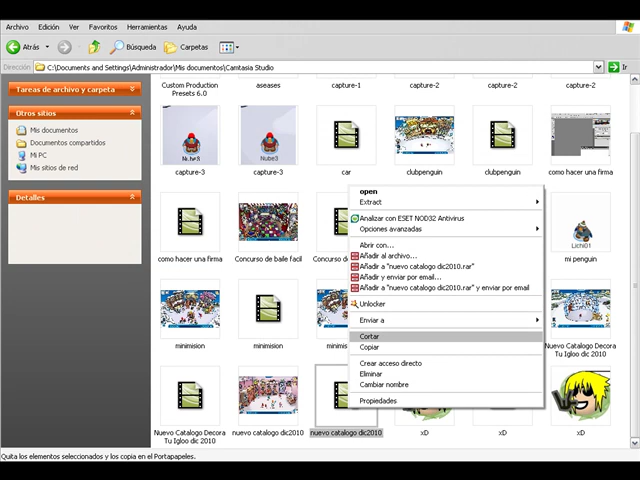 Archivo Edición Ver Favoritos Herramientas Ayuda
Atrás Búsqueda Carpetas
Dirección C:\Documents and Settings\Administrador\Mis documentos\Camtasia Studio Ir
Tareas de archivo y carpeta
Otros sitios
Mis documentos
Documentos compartidos
Mi PC
Mis sitios de red
Detalles
Custom Production Presets 6.0
aseases
capture-1
capture-2
capture-2
capture-2
Nube3
capture-3
Nube3
capture-3
car
clubpenguin
clubpenguin
como hacer una firma
como hacer una firma
Concurso de baile facil
Concurso de
Lichi01
mi penguin
minimision
minimision
minimi
Nuevo Catalogo Decora
Tu Igloo dic 2010
Nuevo Catalogo Decora
Tu Igloo dic 2010
nuevo catalogo dic2010
nuevo catalogo dic2010
xD
xD
open
Extract
Analizar con ESET NOD32 Antivirus
Opciones avanzadas
Abrir con...
Añadir al archivo...
Añadir a "nuevo catalogo dic2010.rar"
Añadir y enviar por email...
Añadir a "nuevo catalogo dic2010.rar" y enviar por email
Unlocker
Enviar a
Cortar
Copiar
Crear acceso directo
Eliminar
Cambiar nombre
Propiedades
Quita los elementos seleccionados y los copia en el Portapapeles.